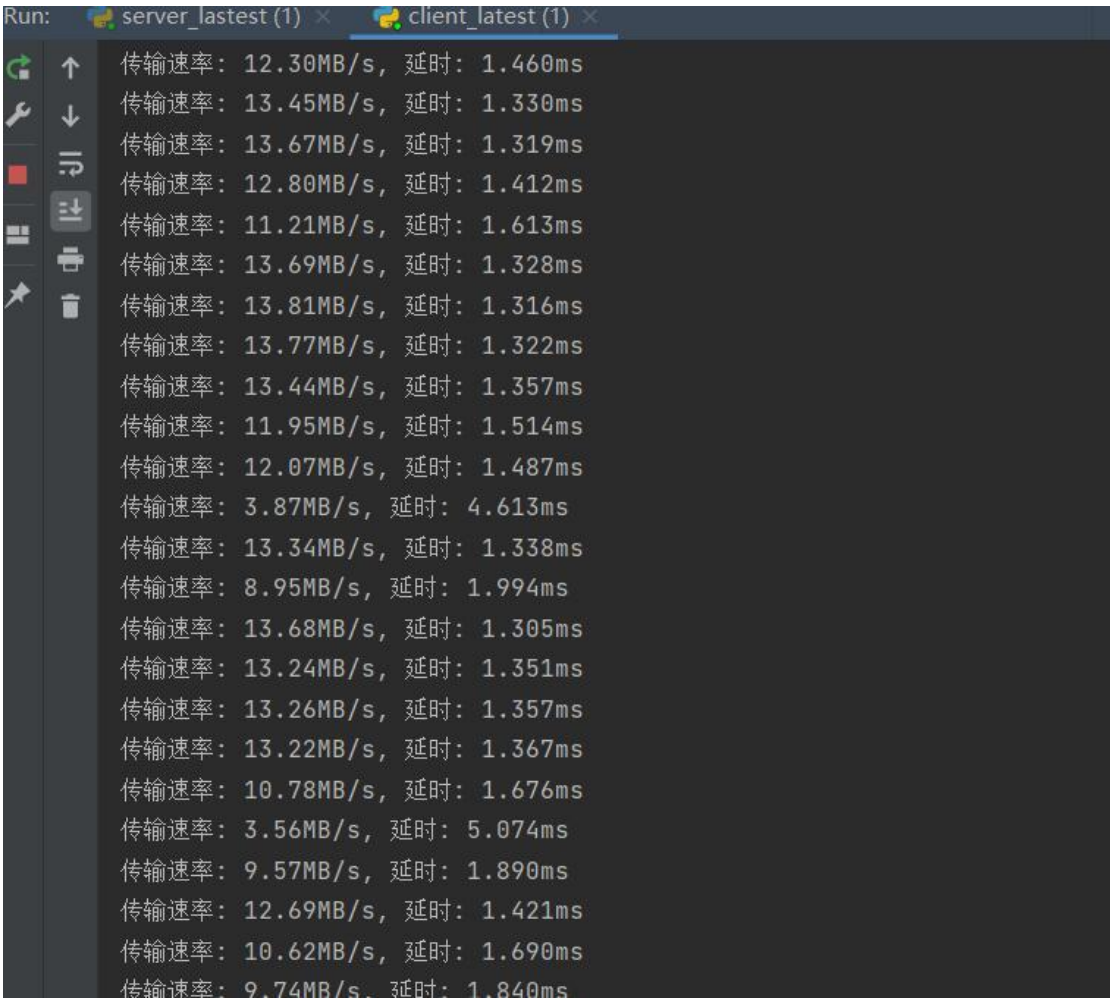 Run: server_lastest (1) × client_latest (1) ×
传输速率: 12.30MB/s, 延时: 1.460ms
传输速率: 13.45MB/s, 延时: 1.330ms
传输速率: 13.67MB/s, 延时: 1.319ms
传输速率: 12.80MB/s, 延时: 1.412ms
传输速率: 11.21MB/s, 延时: 1.613ms
传输速率: 13.69MB/s, 延时: 1.328ms
传输速率: 13.81MB/s, 延时: 1.316ms
传输速率: 13.77MB/s, 延时: 1.322ms
传输速率: 13.44MB/s, 延时: 1.357ms
传输速率: 11.95MB/s, 延时: 1.514ms
传输速率: 12.07MB/s, 延时: 1.487ms
传输速率: 3.87MB/s, 延时: 4.613ms
传输速率: 13.34MB/s, 延时: 1.338ms
传输速率: 8.95MB/s, 延时: 1.994ms
传输速率: 13.68MB/s, 延时: 1.305ms
传输速率: 13.24MB/s, 延时: 1.351ms
传输速率: 13.26MB/s, 延时: 1.357ms
传输速率: 13.22MB/s, 延时: 1.367ms
传输速率: 10.78MB/s, 延时: 1.676ms
传输速率: 3.56MB/s, 延时: 5.074ms
传输速率: 9.57MB/s, 延时: 1.890ms
传输速率: 12.69MB/s, 延时: 1.421ms
传输速率: 10.62MB/s, 延时: 1.690ms
传输速率: 9.74MB/s, 延时: 1.840ms